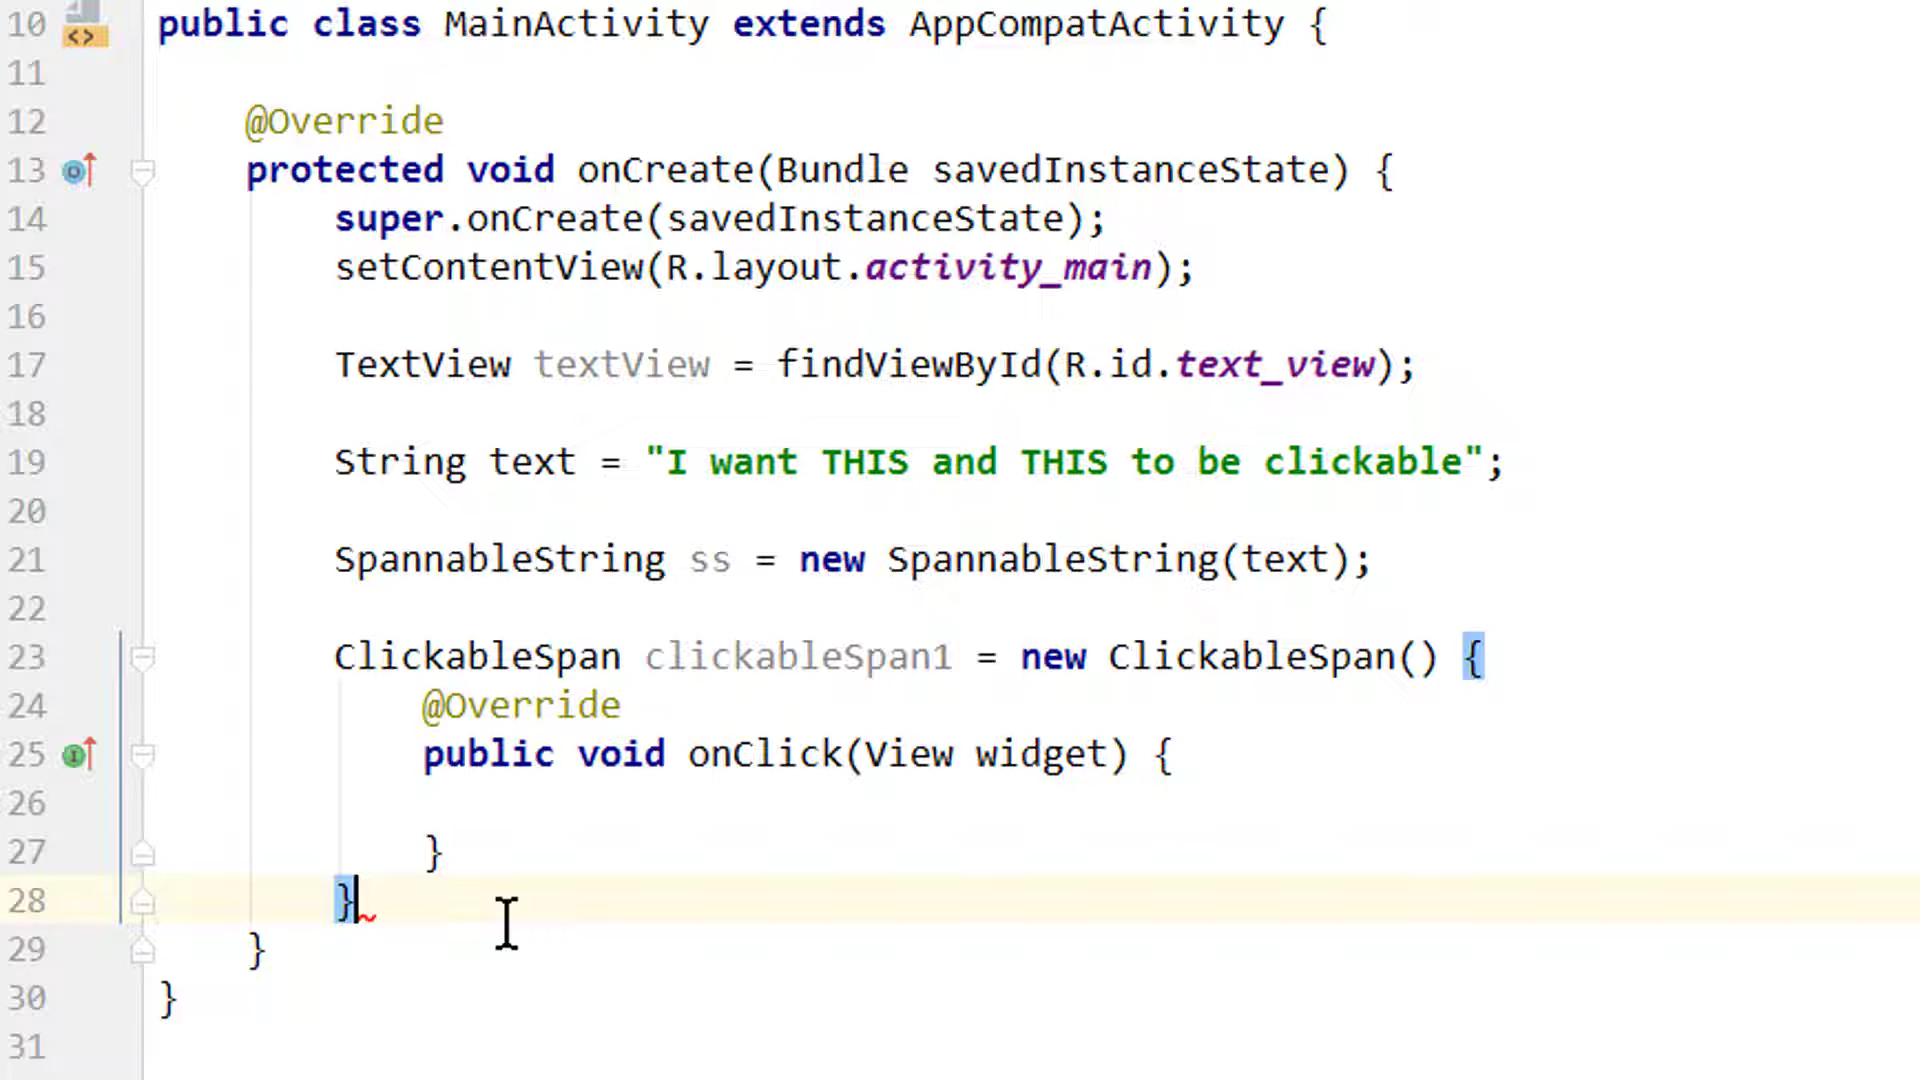 10 <> public class MainActivity extends AppCompatActivity {
11
12 @Override
13 protected void onCreate(Bundle savedInstanceState) {
14 super.onCreate(savedInstanceState);
15 setContentView(R.layout.activity_main);
16
17 TextView textView = findViewById(R.id.text_view);
18
19 String text = "I want THIS and THIS to be clickable";
20
21 SpannableString ss = new SpannableString(text);
22
23 ClickableSpan clickableSpan1 = new ClickableSpan() {
24 @Override
25 public void onClick(View widget) {
26
27 }
28 }
29 }
30 }
31